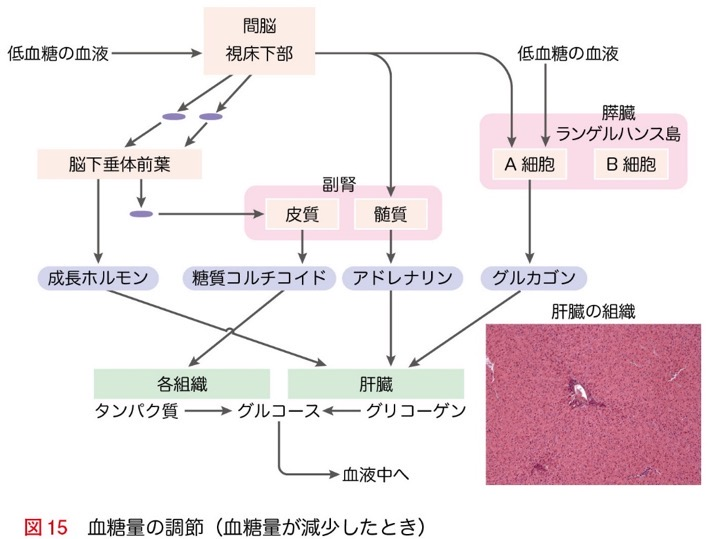 間脳
視床下部
低血糖の血液
低血糖の血液
膵臓
ランゲルハンス島
A 細胞
B 細胞
脳下垂体前葉
副腎
皮質
髄質
成長ホルモン
糖質コルチコイド
アドレナリン
グルカゴン
肝臓の組織
各組織
肝臓
タンパク質
グルコース
グリコーゲン
血液中へ
図15 血糖量の調節（血糖量が減少したとき）